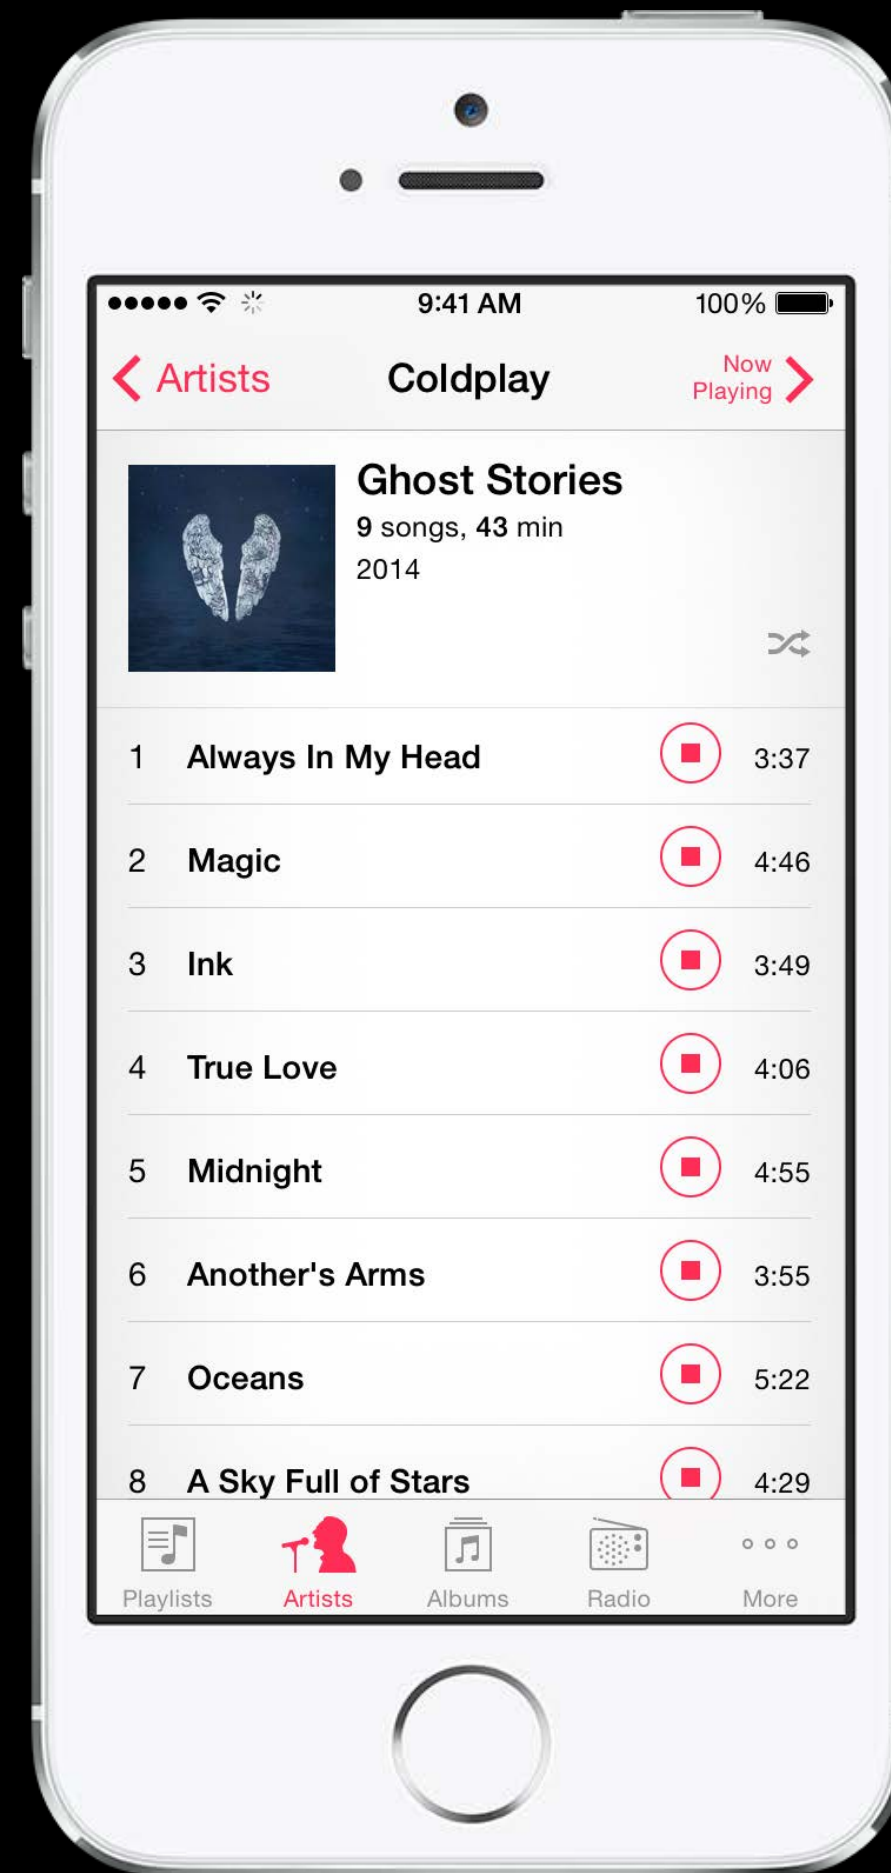 9:41 AM 100%
Artists Coldplay Now Playing
Ghost Stories
9 songs, 43 min
2014
1 Always In My Head 3:37
2 Magic 4:46
3 Ink 3:49
4 True Love 4:06
5 Midnight 4:55
6 Another's Arms 3:55
7 Oceans 5:22
8 A Sky Full of Stars 4:29
Playlists Artists Albums Radio More